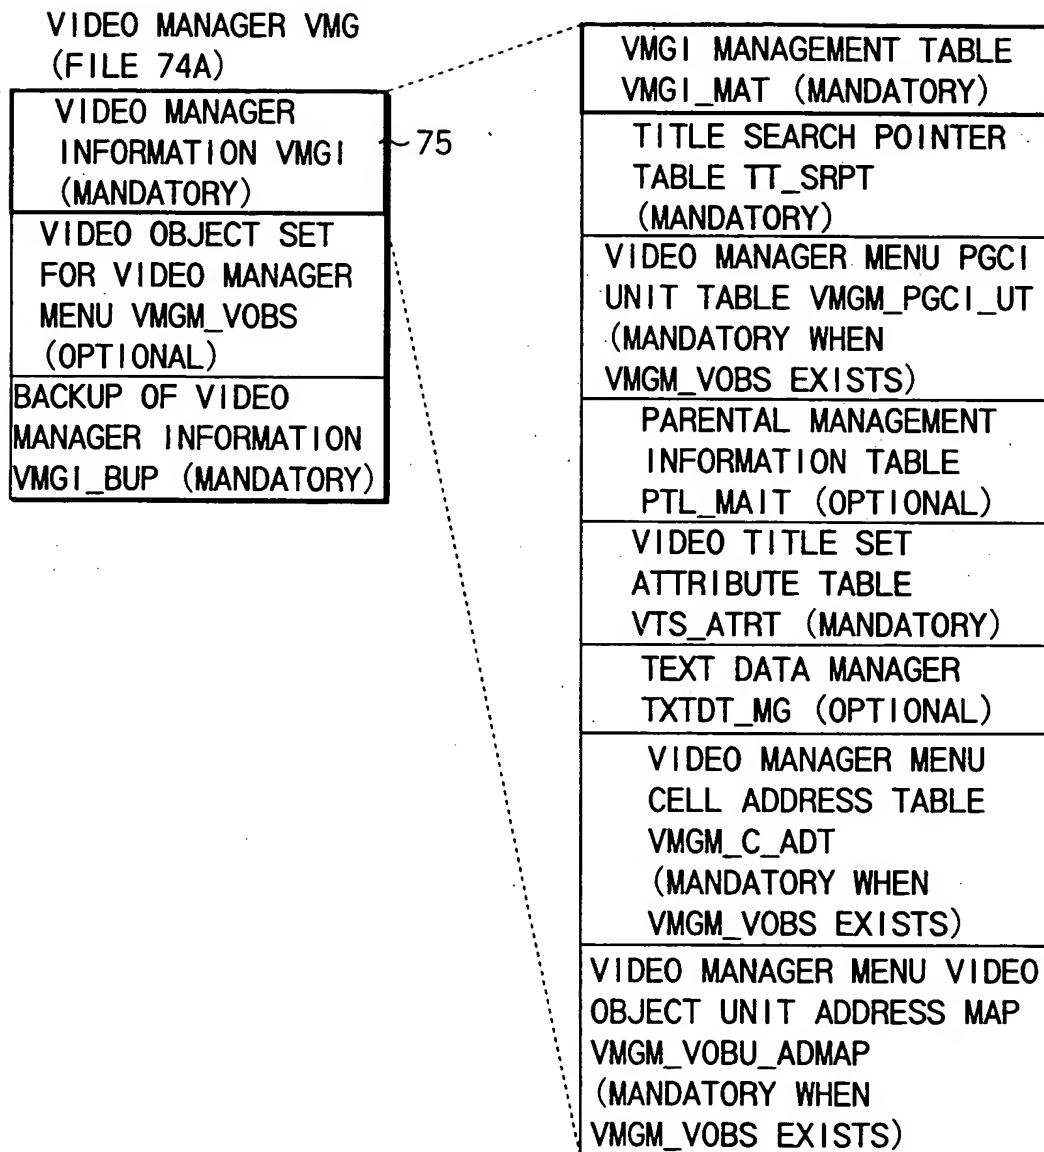 VIDEO MANAGER VMG
(FILE 74A)
VIDEO MANAGER
INFORMATION VMGI
(MANDATORY)
75
VIDEO OBJECT SET
FOR VIDEO MANAGER
MENU VMGM_VOBS
(OPTIONAL)
BACKUP OF VIDEO
MANAGER INFORMATION
VMGI_BUP (MANDATORY)
VMGI MANAGEMENT TABLE
VMGI_MAT (MANDATORY)
TITLE SEARCH POINTER
TABLE TT_SRPT
(MANDATORY)
VIDEO MANAGER MENU PGCI
UNIT TABLE VMGM_PGCI_UT
(MANDATORY WHEN
VMGM_VOBS EXISTS)
PARENTAL MANAGEMENT
INFORMATION TABLE
PTL_MAIT (OPTIONAL)
VIDEO TITLE SET
ATTRIBUTE TABLE
VTS_ATRT (MANDATORY)
TEXT DATA MANAGER
TXTDT_MG (OPTIONAL)
VIDEO MANAGER MENU
CELL ADDRESS TABLE
VMGM_C_ADT
(MANDATORY WHEN
VMGM_VOBS EXISTS)
VIDEO MANAGER MENU VIDEO
OBJECT UNIT ADDRESS MAP
VMGM_VOBU_ADMAP
(MANDATORY WHEN
VMGM_VOBS EXISTS)